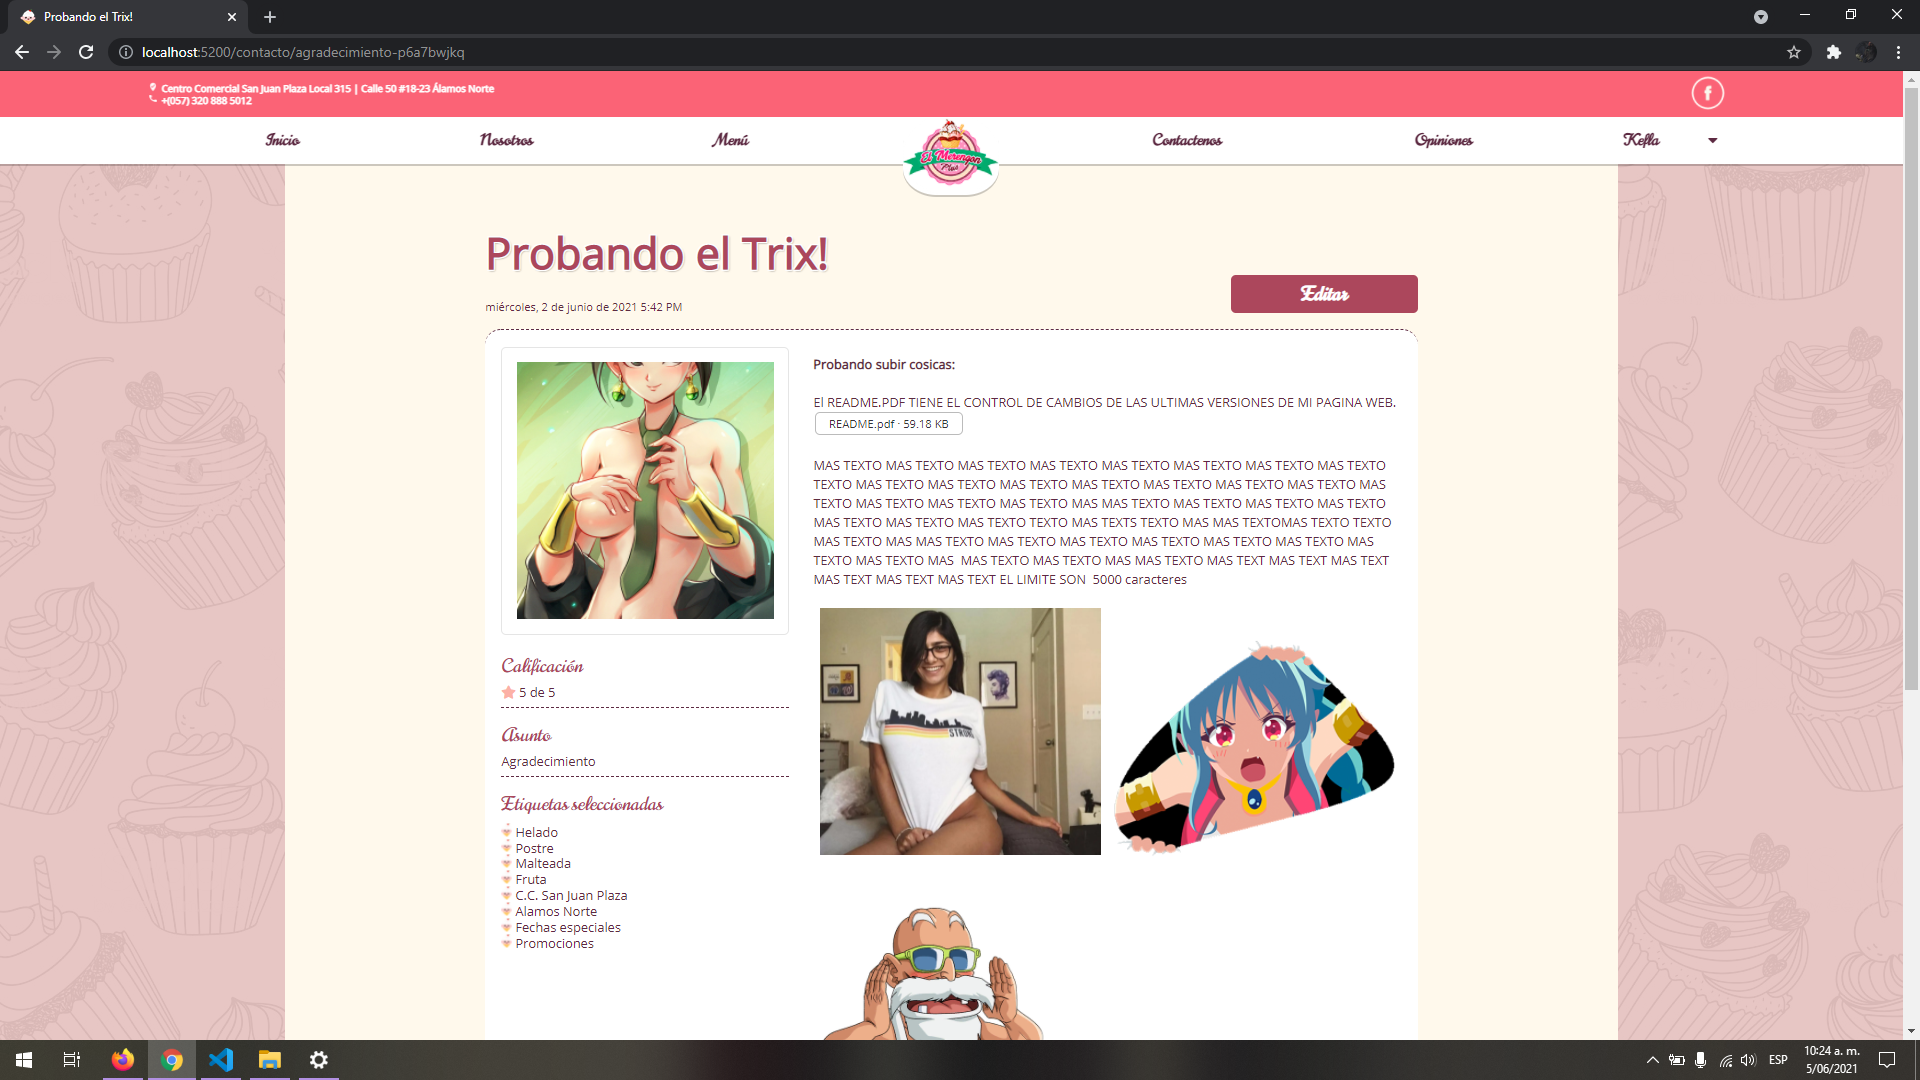 Probando el Trix!
localhost:5200/contacto/agradecimiento-p6a7bwjkq
Centro Comercial San Juan Plaza Local 315 | Calle 50 #18-23 Álamos Norte
+(057) 320 888 5012
Inicio
Nosotros
Menú
El Merengon
Plus
Contactenos
Opiniones
Kefla
Probando el Trix!
miércoles, 2 de junio de 2021 5:42 PM
Editar
Probando subir cosicas:
El README.PDF TIENE EL CONTROL DE CAMBIOS DE LAS ULTIMAS VERSIONES DE MI PAGINA WEB.
README.pdf · 59.18 KB
MAS TEXTO MAS TEXTO MAS TEXTO MAS TEXTO MAS TEXTO MAS TEXTO MAS TEXTO MAS TEXTO
TEXTO MAS TEXTO MAS TEXTO MAS TEXTO MAS TEXTO MAS TEXTO MAS TEXTO MAS TEXTO MAS
TEXTO MAS TEXTO MAS TEXTO MAS TEXTO MAS MAS TEXTO MAS TEXTO MAS TEXTO MAS TEXTO
MAS TEXTO MAS TEXTO MAS TEXTO TEXTO MAS TEXTS TEXTO MAS MAS TEXTOMAS TEXTO TEXTO
MAS TEXTO MAS MAS TEXTO MAS TEXTO MAS TEXTO MAS TEXTO MAS TEXTO MAS TEXTO MAS
TEXTO MAS TEXTO MAS  MAS TEXTO MAS TEXTO MAS MAS TEXTO MAS TEXT MAS TEXT MAS TEXT
MAS TEXT MAS TEXT MAS TEXT EL LIMITE SON  5000 caracteres
STRONG
Calificación
5 de 5
Asunto
Agradecimiento
Etiquetas seleccionadas
Helado
Postre
Malteada
Fruta
C.C. San Juan Plaza
Alamos Norte
Fechas especiales
Promociones
ESP
10:24 a. m.
5/06/2021